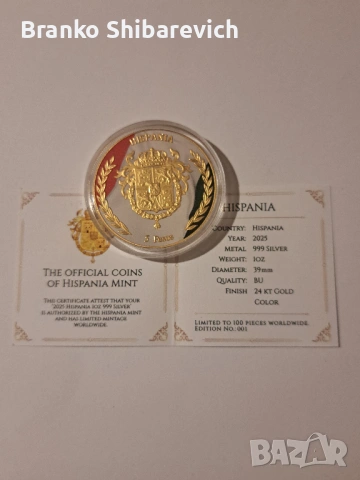 Branko Shibarevich
HISPANIA
THE OFFICIAL COINS
OF HISPANIA MINT
THIS CERTIFICATE ATTEST THAT YOUR
'2025 HISPANIA 1OZ 999 SILVER'
IS AUTHORIZED BY THE HISPANIA MINT
AND HAS LIMITED MINTAGE
WORLDWIDE.
HISPANIA
COUNTRY: HISPANIA
YEAR: 2025
METAL 999 SILVER
WEIGHT: 1OZ
DIAMETER: 39MM
QUALITY: BU
FINISH 24 KT GOLD
COLOR
LIMITED TO 100 PIECES WORLDWIDE.
EDITION NO.: 001
BAZAR